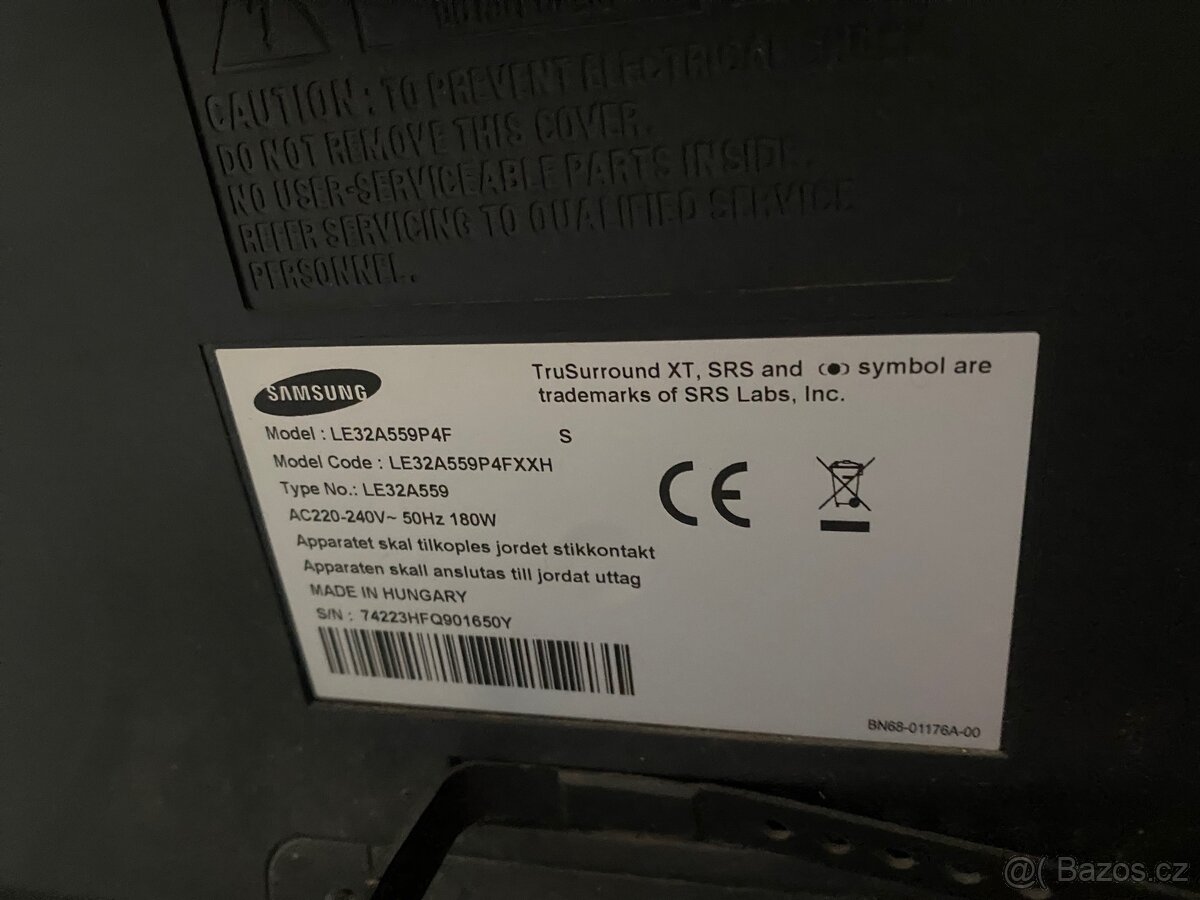 CAUTION: TO PREVENT ELECTRICAL SHOCK
DO NOT REMOVE THIS COVER.
NO USER-SERVICEABLE PARTS INSIDE.
REFER SERVICING TO QUALIFIED SERVICE
PERSONNEL.
SAMSUNG
TruSurround XT, SRS and (●) symbol are
trademarks of SRS Labs, Inc.
Model : LE32A559P4F S
Model Code : LE32A559P4FXXH
Type No.: LE32A559
AC220-240V~ 50Hz 180W
Apparatet skal tilkoples jordet stikkontakt
Apparaten skall anslutas till jordat uttag
MADE IN HUNGARY
S/N : 74223HFQ901650Y
CE
BN68-01176A-00
@( Bazos.cz